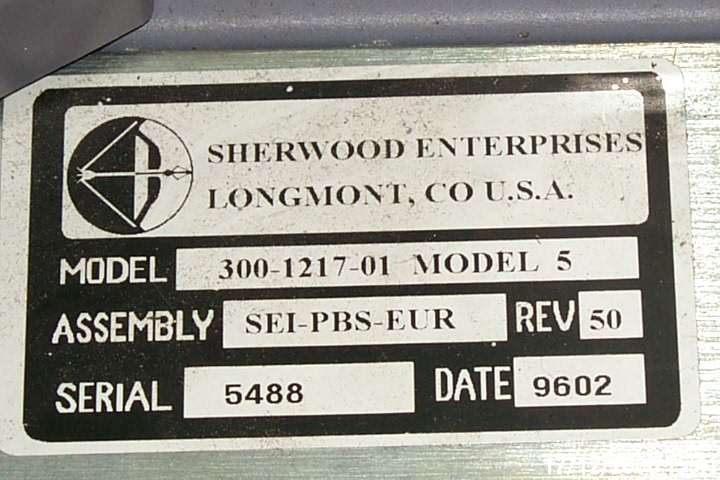 SHERWOOD ENTERPRISES
LONGMONT, CO U.S.A.
MODEL 300-1217-01 MODEL 5
ASSEMBLY SEI-PBS-EUR REV 50
SERIAL 5488 DATE 9602